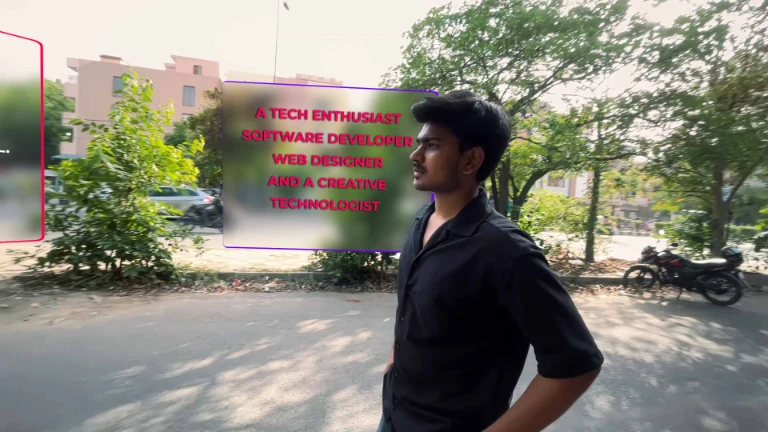 A TECH ENTHUSIAST
SOFTWARE DEVELOPER
WEB DESIGNER
AND A CREATIVE
TECHNOLOGIST